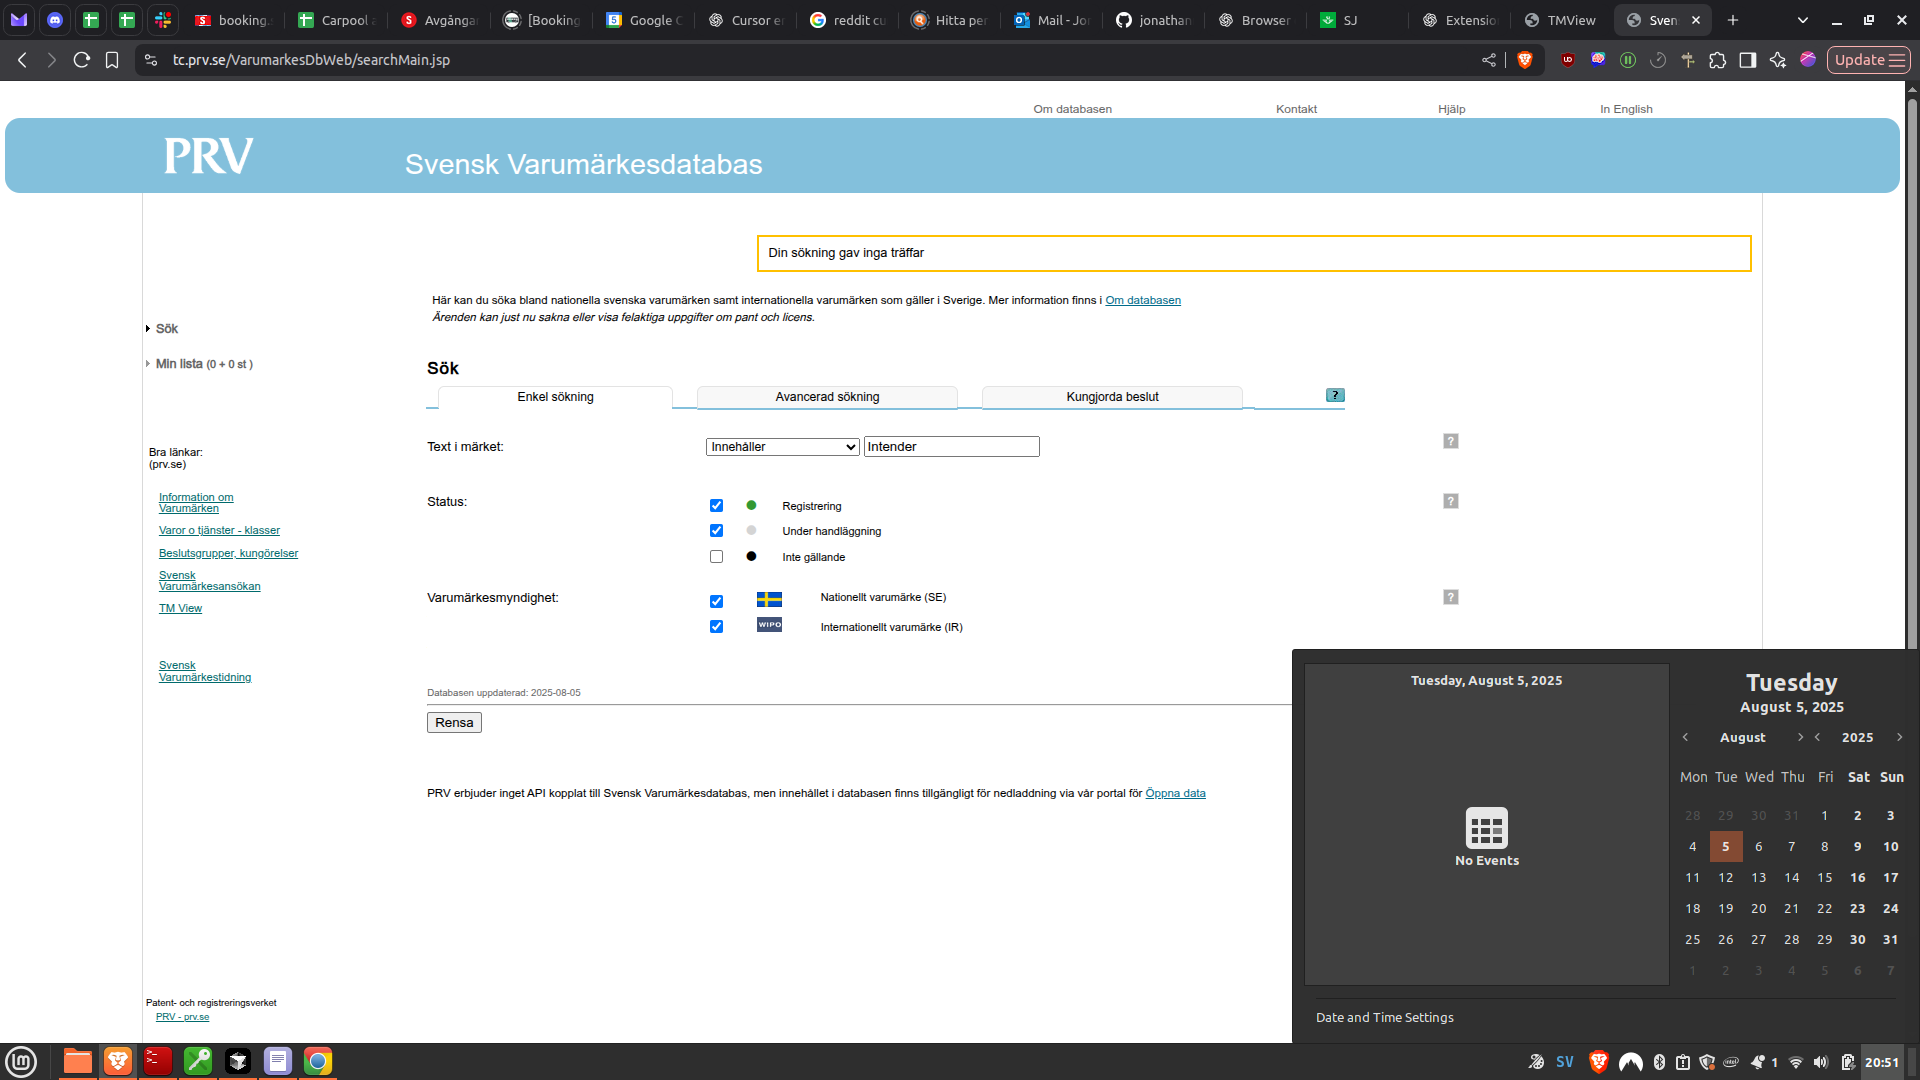 booking.
Carpool a
Avgångar
[Booking
Google C
Cursor e
reddit cu
Hitta per
Mail - Jo
jonathan
Browser
SJ
Extensio
TMView
Sven
tc.prv.se/VarumarkesDbWeb/searchMain.jsp
Update
Om databasen
Kontakt
Hjälp
In English
PRV
Svensk Varumärkesdatabas
Din sökning gav inga träffar
Här kan du söka bland nationella svenska varumärken samt internationella varumärken som gäller i Sverige. Mer information finns i Om databasen
Ärenden kan just nu sakna eller visa felaktiga uppgifter om pant och licens.
Sök
Min lista (0 + 0 st )
Sök
Enkel sökning
Avancerad sökning
Kungjorda beslut
?
Text i märket:
Innehåller
Intender
?
Bra länkar:
(prv.se)
Information om
Varumärken
Varor o tjänster - klasser
Beslutsgrupper, kungörelser
Svensk
Varumärkesansökan
TM View
Svensk
Varumärkestidning
Status:
Registrering
Under handläggning
Inte gällande
?
Varumärkesmyndighet:
Nationellt varumärke (SE)
WIPO
Internationellt varumärke (IR)
?
Databasen uppdaterad: 2025-08-05
Rensa
PRV erbjuder inget API kopplat till Svensk Varumärkesdatabas, men innehållet i databasen finns tillgängligt för nedladdning via vår portal för Öppna data
Patent- och registreringsverket
PRV - prv.se
Tuesday, August 5, 2025
No Events
Tuesday
August 5, 2025
August
2025
Mon Tue Wed Thu Fri Sat Sun
28 29 30 31 1 2 3
4 5 6 7 8 9 10
11 12 13 14 15 16 17
18 19 20 21 22 23 24
25 26 27 28 29 30 31
1 2 3 4 5 6 7
Date and Time Settings
SV
1
20:51